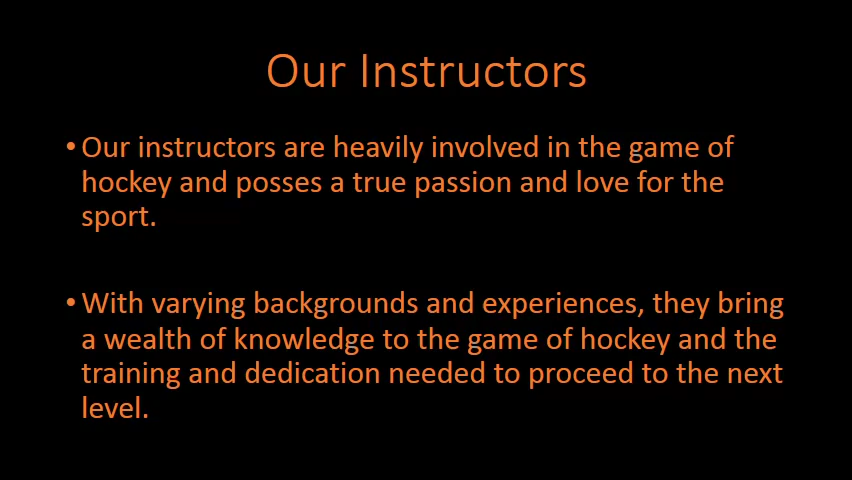 Our Instructors
• Our instructors are heavily involved in the game of
hockey and posses a true passion and love for the
sport.
• With varying backgrounds and experiences, they bring
a wealth of knowledge to the game of hockey and the
training and dedication needed to proceed to the next
level.